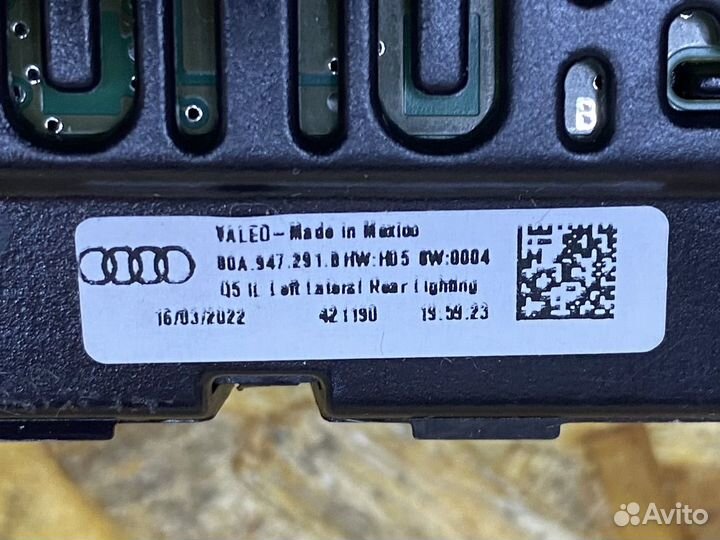 VALEO-Made in Mexico
80A.947.291.B HW:H05 SW:0004
Q5 IL Left Lateral Rear Lighting
16/03/2022 421190 19.59.23
Avito